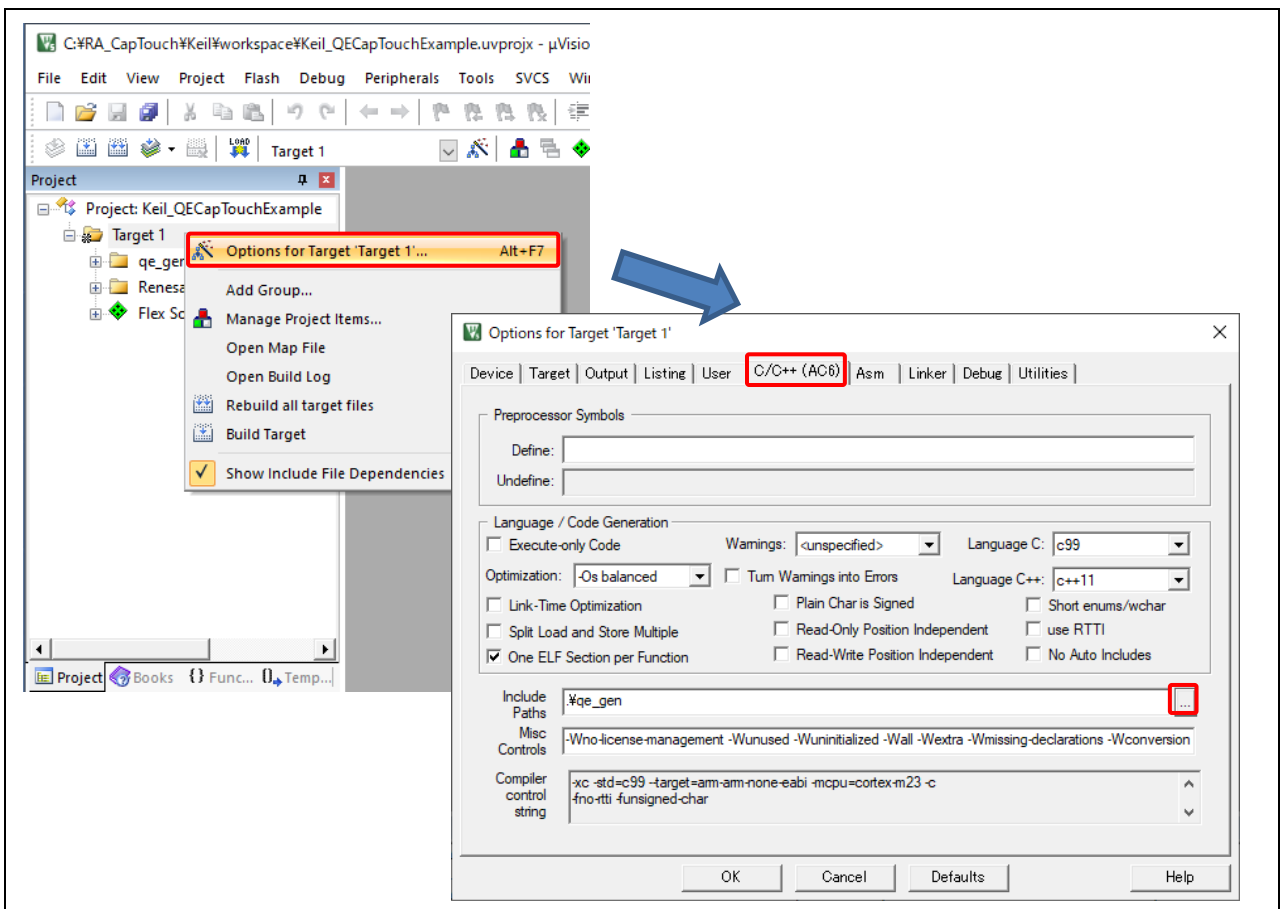 C:¥RA_CapTouch¥Keil¥workspace¥Keil_QECapTouchExample.uvprojx - µVisio
File Edit View Project Flash Debug Peripherals Tools SVCS Wi
LOAD Target 1
Project
Project: Keil_QECapTouchExample
Target 1
qe_ger
Renesa
Flex Sc
Options for Target 'Target 1'... Alt+F7
Add Group...
Manage Project Items...
Open Map File
Open Build Log
Rebuild all target files
Build Target
Show Include File Dependencies
Project Books {} Func... Temp...
Options for Target 'Target 1'
Device Target Output Listing User C/C++ (AC6) Asm Linker Debug Utilities
Preprocessor Symbols
Define:
Undefine:
Language / Code Generation
Execute-only Code Warnings: <unspecified> Language C: c99
Optimization: -Os balanced Turn Warnings into Errors Language C++: c++11
Link-Time Optimization Plain Char is Signed Short enums/wchar
Split Load and Store Multiple Read-Only Position Independent use RTTI
One ELF Section per Function Read-Write Position Independent No Auto Includes
Include Paths .¥qe_gen ...
Misc Controls -Wno-license-management -Wunused -Wuninitialized -Wall -Wextra -Wmissing-declarations -Wconversion
Compiler control string -xc -std=c99 --target=arm-arm-none-eabi -mcpu=cortex-m23 -c
-fno-rtti -funsigned-char
OK Cancel Defaults Help